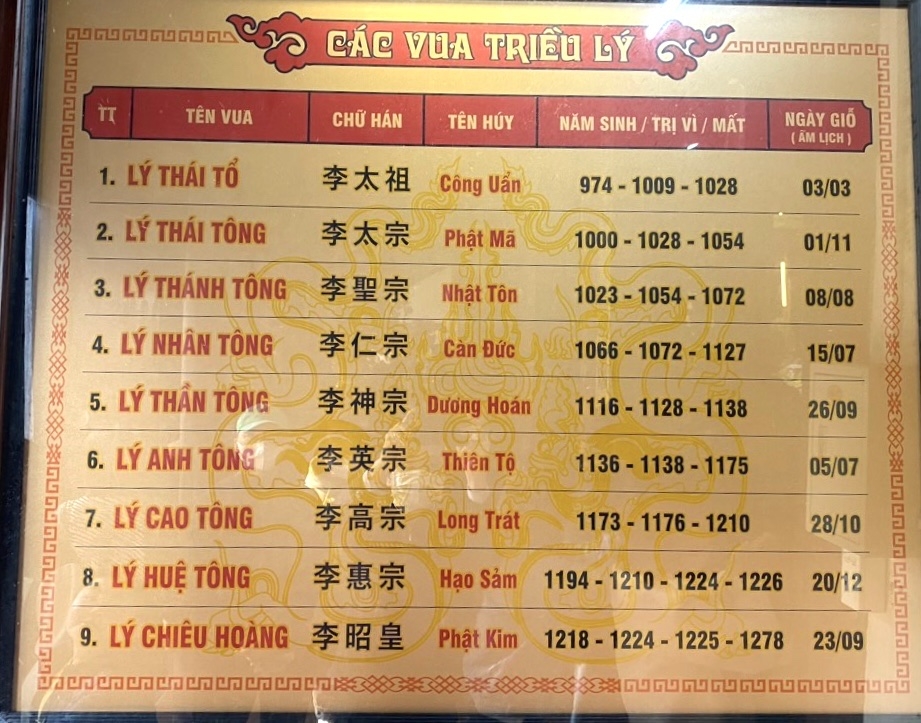 CÁC VUA TRIỀU LÝ
TT TÊN VUA CHỮ HÁN TÊN HÚY NĂM SINH / TRỊ VÌ / MẤT NGÀY GIỖ
( ÂM LỊCH )
1. LÝ THÁI TỔ 李太祖 Công Uẩn 974 - 1009 - 1028 03/03
2. LÝ THÁI TÔNG 李太宗 Phật Mã 1000 - 1028 - 1054 01/11
3. LÝ THÁNH TÔNG 李聖宗 Nhật Tôn 1023 - 1054 - 1072 08/08
4. LÝ NHÂN TÔNG 李仁宗 Càn Đức 1066 - 1072 - 1127 15/07
5. LÝ THẦN TÔNG 李神宗 Dương Hoán 1116 - 1128 - 1138 26/09
6. LÝ ANH TÔNG 李英宗 Thiên Tộ 1136 - 1138 - 1175 05/07
7. LÝ CAO TÔNG 李高宗 Long Trát 1173 - 1176 - 1210 28/10
8. LÝ HUỆ TÔNG 李惠宗 Hạo Sảm 1194 - 1210 - 1224 - 1226 20/12
9. LÝ CHIÊU HOÀNG 李昭皇 Phật Kim 1218 - 1224 - 1225 - 1278 23/09